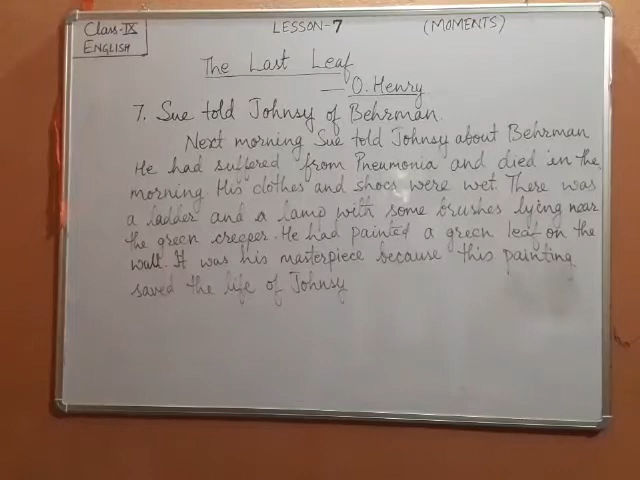 Class-IX LESSON-7 (MOMENTS)
ENGLISH
The Last Leaf
— O. Henry
7. Sue told Johnsy of Behrman.
Next morning Sue told Johnsy about Behrman
He had suffered from Pneumonia and died in the
morning. His clothes and shoes were wet. There was
a ladder and a lamp with some brushes lying near
the green creeper. He had painted a green leaf on the
wall. It was his masterpiece because this painting
saved the life of Johnsy